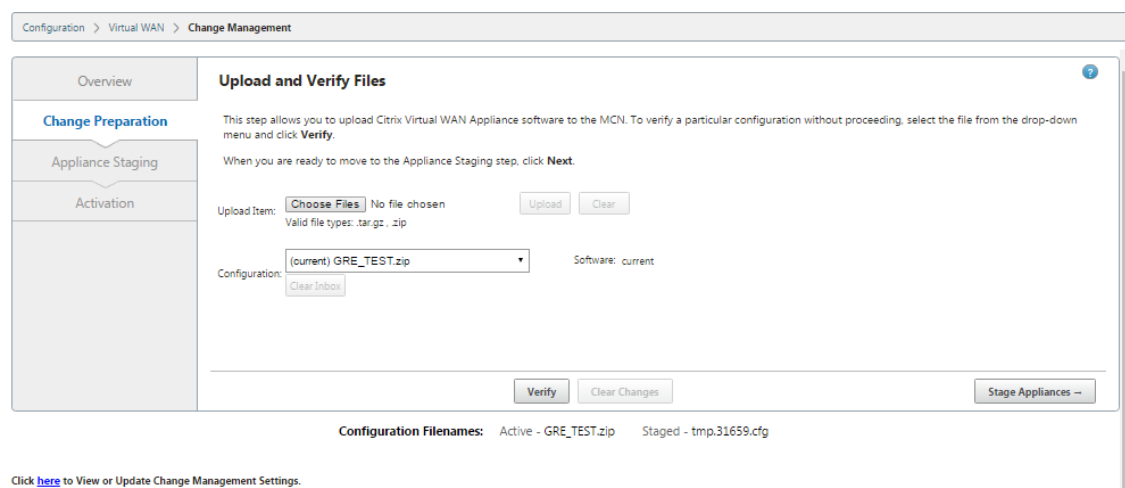 Configuration > Virtual WAN > Change Management
Overview
Change Preparation
Appliance Staging
Activation
Upload and Verify Files
?
This step allows you to upload Citrix Virtual WAN Appliance software to the MCN. To verify a particular configuration without proceeding, select the file from the drop-down
menu and click Verify.
When you are ready to move to the Appliance Staging step, click Next.
Upload Item: Choose Files No file chosen Upload Clear
Valid file types: .tar.gz , .zip
Configuration: (current) GRE_TEST.zip Software: current
Clear Inbox
Verify Clear Changes Stage Appliances →
Configuration Filenames: Active - GRE_TEST.zip Staged - tmp.31659.cfg
Click here to View or Update Change Management Settings.